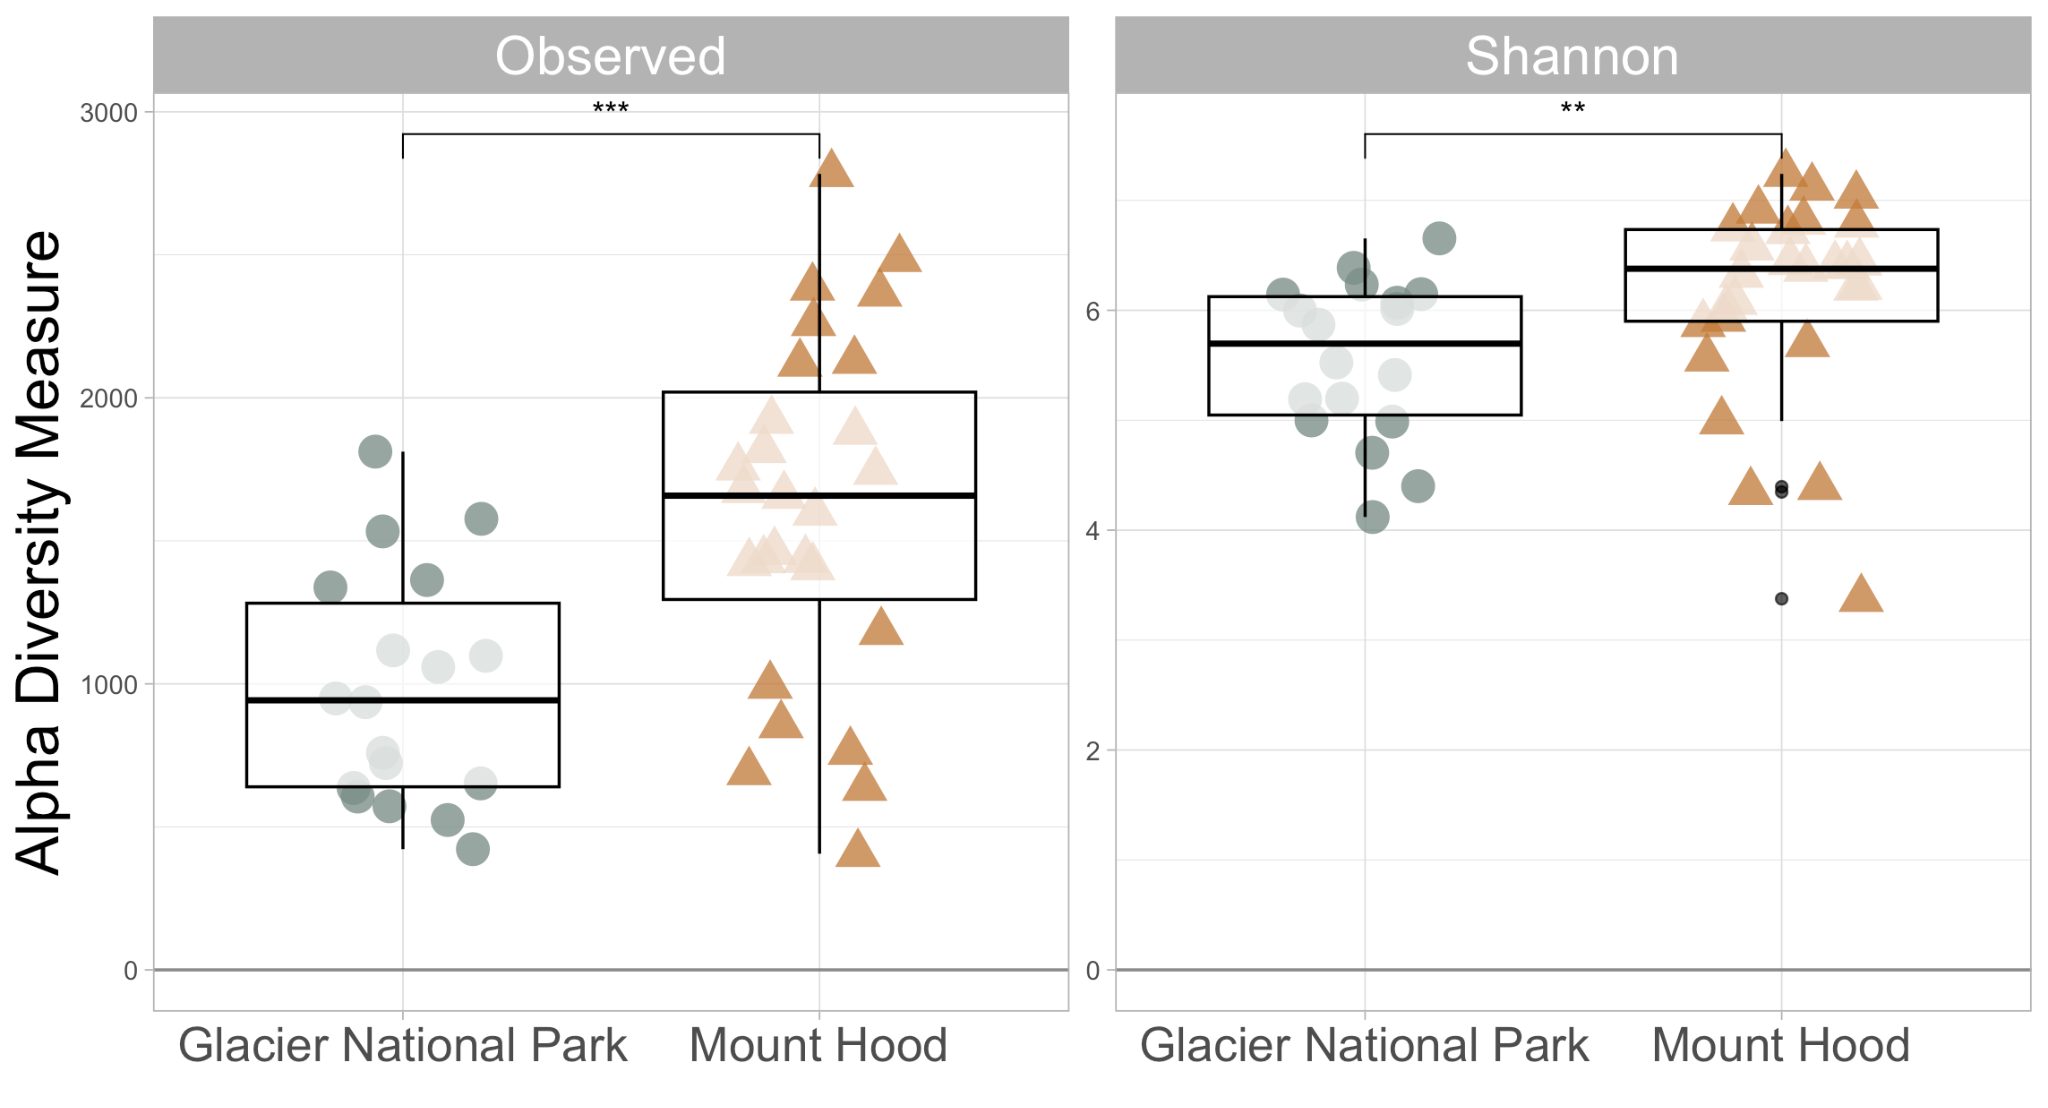 Observed
Shannon
Alpha Diversity Measure
3000
2000
1000
0
***
Glacier National Park
Mount Hood
6
4
2
0
**
Glacier National Park
Mount Hood